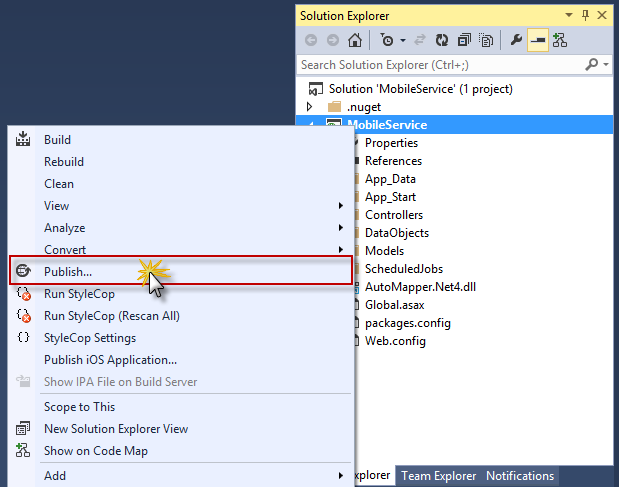 Solution Explorer
Search Solution Explorer (Ctrl+;)
Solution 'MobileService' (1 project)
.nuget
MobileService
Properties
References
App_Data
App_Start
Controllers
DataObjects
Models
ScheduledJobs
AutoMapper.Net4.dll
Global.asax
packages.config
Web.config
Build
Rebuild
Clean
View
Analyze
Convert
Publish...
Run StyleCop
Run StyleCop (Rescan All)
StyleCop Settings
Publish iOS Application...
Show IPA File on Build Server
Scope to This
New Solution Explorer View
Show on Code Map
Add
Explorer Team Explorer Notifications